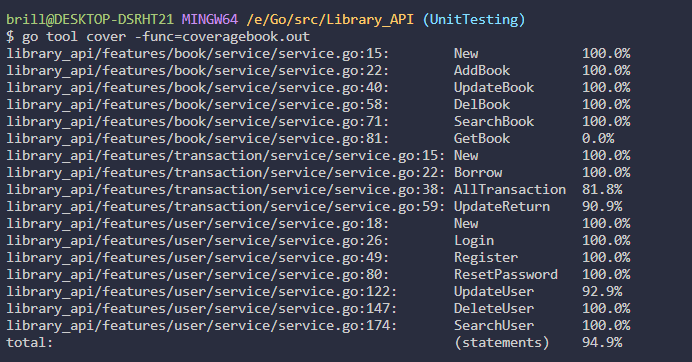 brill@DESKTOP-DSRHT21 MINGW64 /e/Go/src/Library_API (UnitTesting)
$ go tool cover -func=coveragebook.out
library_api/features/book/service/service.go:15:        New             100.0%
library_api/features/book/service/service.go:22:        AddBook         100.0%
library_api/features/book/service/service.go:40:        UpdateBook      100.0%
library_api/features/book/service/service.go:58:        DelBook         100.0%
library_api/features/book/service/service.go:71:        SearchBook      100.0%
library_api/features/book/service/service.go:81:        GetBook         0.0%
library_api/features/transaction/service/service.go:15: New             100.0%
library_api/features/transaction/service/service.go:22: Borrow          100.0%
library_api/features/transaction/service/service.go:38: AllTransaction  81.8%
library_api/features/transaction/service/service.go:59: UpdateReturn    90.9%
library_api/features/user/service/service.go:18:        New             100.0%
library_api/features/user/service/service.go:26:        Login           100.0%
library_api/features/user/service/service.go:49:        Register        100.0%
library_api/features/user/service/service.go:80:        ResetPassword   100.0%
library_api/features/user/service/service.go:122:       UpdateUser      92.9%
library_api/features/user/service/service.go:147:       DeleteUser      100.0%
library_api/features/user/service/service.go:174:       SearchUser      100.0%
total:                                                  (statements)    94.9%